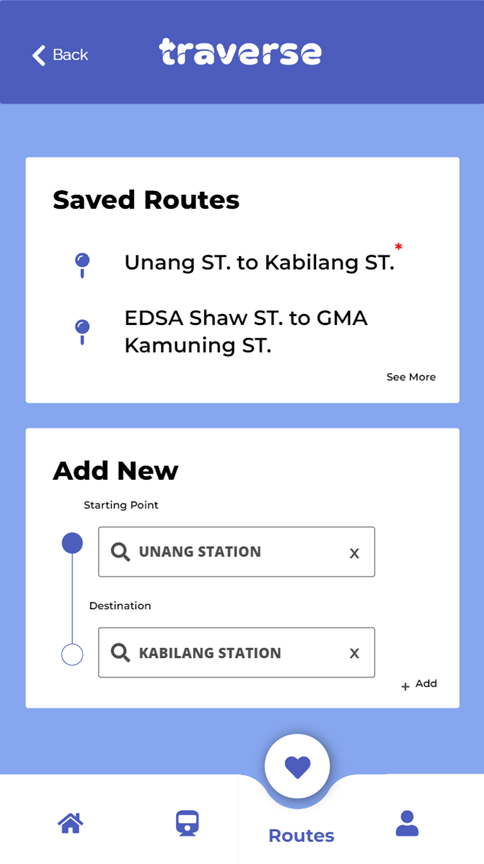 Back
traverse
Saved Routes
Unang ST. to Kabilang ST.*
EDSA Shaw ST. to GMA
Kamuning ST.
See More
Add New
Starting Point
UNANG STATION x
Destination
KABILANG STATION x
+ Add
Routes